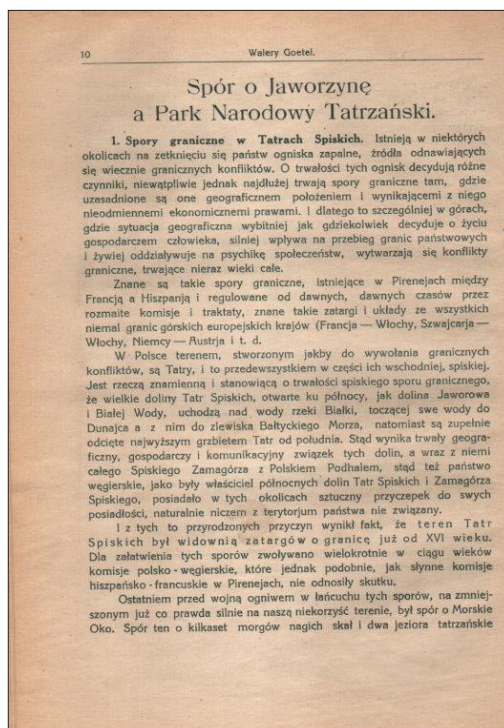 10
Walery Goetel.
Spór o Jaworzynę
a Park Narodowy Tatrzański.
1. Spory graniczne w Tatrach Spiskich. Istnieją w niektórych
okolicach na zetknięciu się państw ogniska zapalne, źródła odnawiających
się wiecznie granicznych konfliktów. O trwałości tych ognisk decydują różne
czynniki, niewątpliwie jednak najdłużej trwają spory graniczne tam, gdzie
uzasadnione są one geograficznem położeniem i wynikającemi z niego
nieodmiennemi ekonomicznemi prawami. I dlatego to szczególniej w górach,
gdzie sytuacja geograficzna wybitniej jak gdziekolwiek decyduje o życiu
gospodarczem człowieka, silniej wpływa na przebieg granic państwowych
i żywiej oddziaływuje na psychikę społeczeństw, wytwarzają się konflikty
graniczne, trwające nieraz wieki całe.
Znane są takie spory graniczne, istniejące w Pirenejach między
Francją a Hiszpanją i regulowane od dawnych, dawnych czasów przez
rozmaite komisje i traktaty, znane takie zatargi i układy ze wszystkich
niemal granic górskich europejskich krajów (Francja — Włochy, Szwajcarja —
Włochy, Niemcy — Austrja i t. d.
W Polsce terenem, stworzonym jakby do wywołania granicznych
konfliktów, są Tatry, i to przedewszystkiem w części ich wschodniej, spiskiej.
Jest rzeczą znamienną i stanowiącą o trwałości spiskiego sporu granicznego,
że wielkie doliny Tatr Spiskich, otwarte ku północy, jak dolina Jaworowa
i Białej Wody, uchodzą nad wody rzeki Białki, toczącej swe wody do
Dunajca a z nim do zlewiska Bałtyckiego Morza, natomiast są zupełnie
odcięte najwyższym grzbietem Tatr od południa. Stąd wynika trwały geogra-
ficzny, gospodarczy i komunikacyjny związek tych dolin, a wraz z niemi
całego Spiskiego Zamagórza z Polskiem Podhalem, stąd też państwo
węgierskie, jako były właściciel północnych dolin Tatr Spiskich i Zamagórza
Spiskiego, posiadało w tych okolicach sztuczny przyczepek do swych
posiadłości, naturalnie niczem z terytorjum państwa nie związany.
I z tych to przyrodzonych przyczyn wynikł fakt, że teren Tatr
Spiskich był widownią zatargów o granicę już od XVI wieku.
Dla załatwienia tych sporów zwoływano wielokrotnie w ciągu wieków
komisje polsko-węgierskie, które jednak podobnie, jak słynne komisje
hiszpańsko-francuskie w Pirenejach, nie odnosiły skutku.
Ostatniem przed wojną ogniwem w łańcuchu tych sporów, na zmniej-
szonym już co prawda silnie na naszą niekorzyść terenie, był spór o Morskie
Oko. Spór ten o kilkaset morgów nagich skał i dwa jeziora tatrzańskie